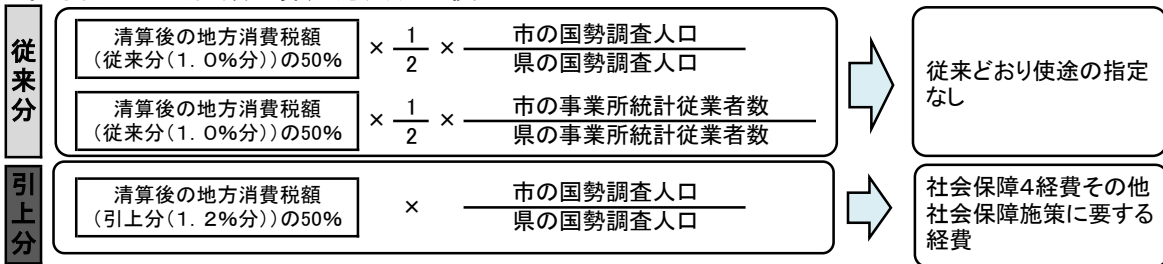 従来分
清算後の地方消費税額
(従来分(1.0%分))の50%
× 1/2 ×
市の国勢調査人口
県の国勢調査人口
清算後の地方消費税額
(従来分(1.0%分))の50%
× 1/2 ×
市の事業所統計従業者数
県の事業所統計従業者数
従来どおり使途の指定
なし
引上分
清算後の地方消費税額
(引上分(1.2%分))の50%
×
市の国勢調査人口
県の国勢調査人口
社会保障4経費その他
社会保障施策に要する
経費